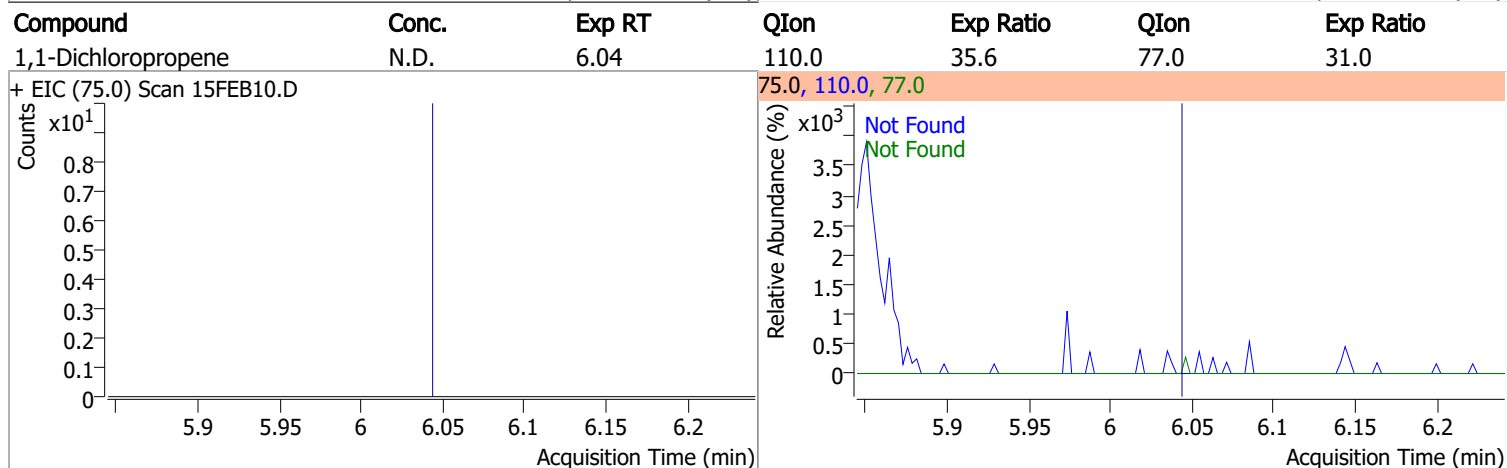 Compound Conc. Exp RT QIon Exp Ratio QIon Exp Ratio
1,1-Dichloropropene N.D. 6.04 110.0 35.6 77.0 31.0
+ EIC (75.0) Scan 15FEB10.D
Counts
x10¹
0.8
0.7
0.6
0.5
0.4
0.3
0.2
0.1
0
5.9 5.95 6 6.05 6.1 6.15 6.2
Acquisition Time (min)
75.0, 110.0, 77.0
Relative Abundance (%)
x10³
Not Found
Not Found
3.5
3
2.5
2
1.5
1
0.5
0
5.9 5.95 6 6.05 6.1 6.15 6.2
Acquisition Time (min)